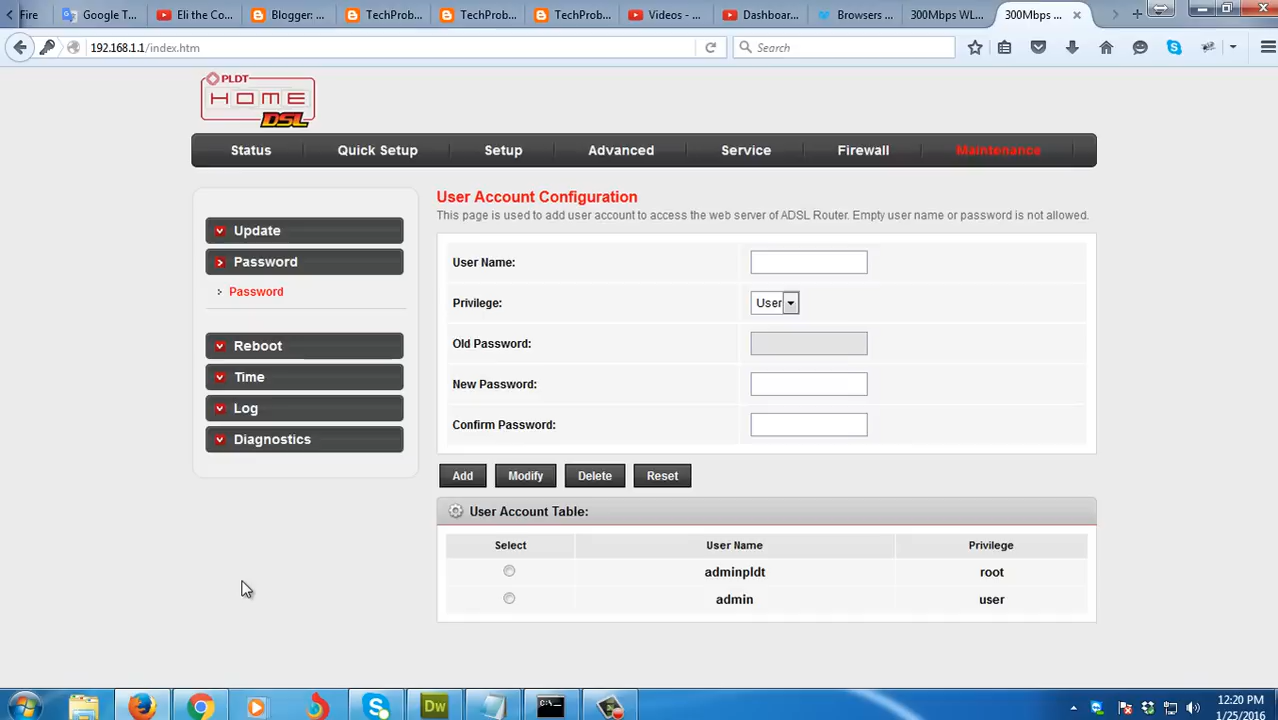 Fire
Google T...
Eli the Co...
Blogger: ...
TechProb...
TechProb...
TechProb...
Videos - ...
Dashboar...
Browsers ...
300Mbps WL...
300Mbps ...
192.168.1.1/index.htm
Search
PLDT
HOME
DSL
Status
Quick Setup
Setup
Advanced
Service
Firewall
Maintenance
Update
Password
Password
Reboot
Time
Log
Diagnostics
User Account Configuration
This page is used to add user account to access the web server of ADSL Router. Empty user name or password is not allowed.
User Name:
Privilege:
User
Old Password:
New Password:
Confirm Password:
Add
Modify
Delete
Reset
User Account Table:
Select User Name Privilege
adminpldt root
admin user
Dw
C:\...
12:20 PM
1/25/2016